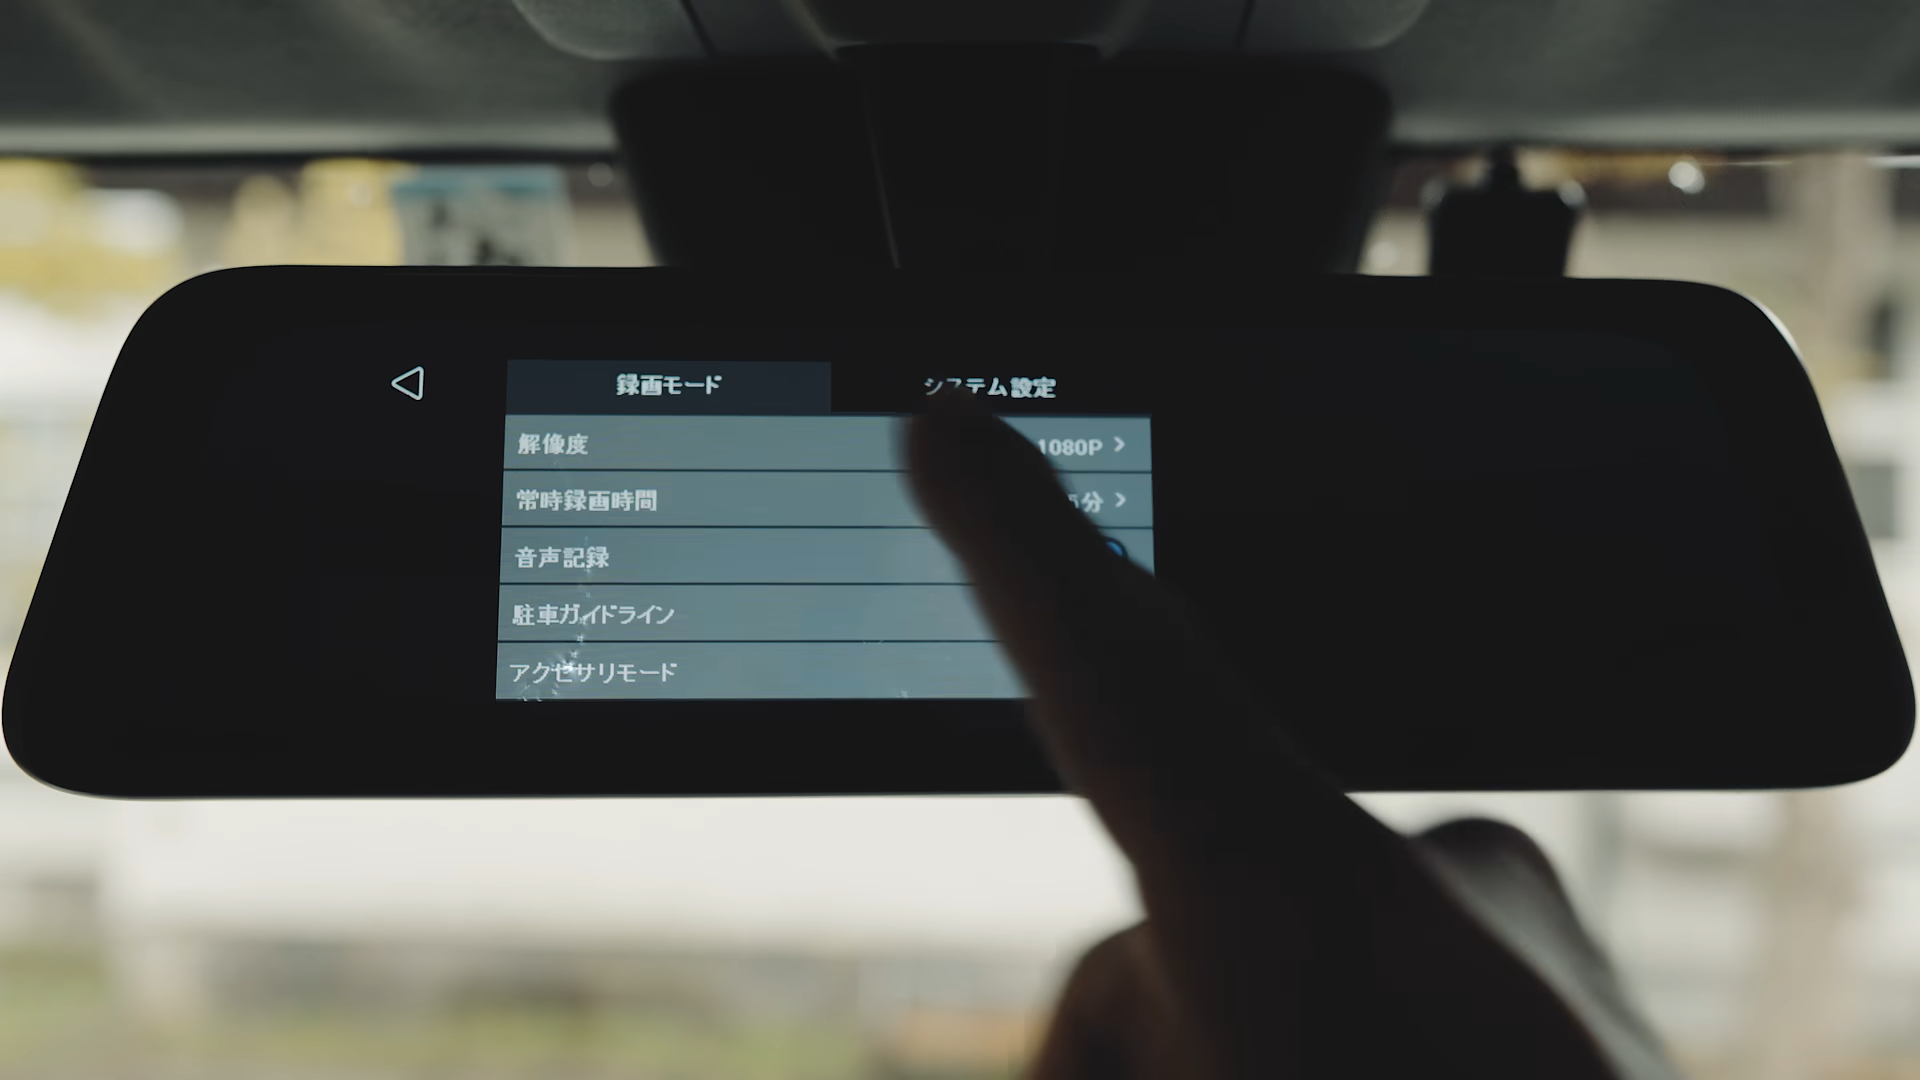 録画モード
システム設定
解像度 1080P
常時録画時間 5分
音声記録
駐車ガイドライン
アクセサリモード